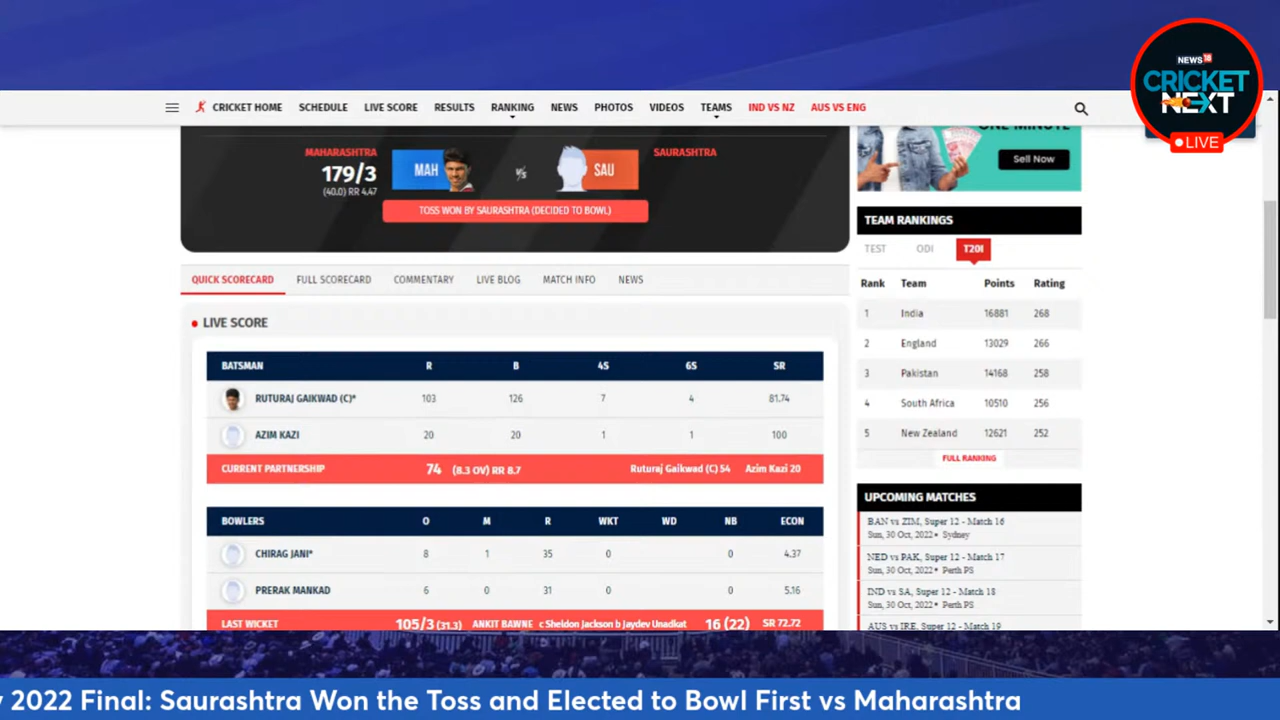 NEWS18
CRICKET
NEXT
LIVE
CRICKET HOME SCHEDULE LIVE SCORE RESULTS RANKING NEWS PHOTOS VIDEOS TEAMS IND VS NZ AUS VS ENG
MAHARASHTRA
179/3
(40.0) RR 4.47
MAH
V/S
SAU
SAURASHTRA
TOSS WON BY SAURASHTRA (DECIDED TO BOWL)
ONE MINUTE
Sell Now
QUICK SCORECARD FULL SCORECARD COMMENTARY LIVE BLOG MATCH INFO NEWS
LIVE SCORE
BATSMAN R B 4S 6S SR
RUTURAJ GAIKWAD (C)* 103 126 7 4 81.74
AZIM KAZI 20 20 1 1 100
CURRENT PARTNERSHIP 74 (8.3 OV) RR 8.7 Ruturaj Gaikwad (C) 54 Azim Kazi 20
BOWLERS O M R WKT WD NB ECON
CHIRAG JANI* 8 1 35 0 0 4.37
PRERAK MANKAD 6 0 31 0 0 5.16
LAST WICKET 105/3 (31.3) ANKIT BAWNE c Sheldon Jackson b Jaydev Unadkat 16 (22) SR 72.72
TEAM RANKINGS
TEST ODI T20I
Rank Team Points Rating
1 India 16881 268
2 England 13029 266
3 Pakistan 14168 258
4 South Africa 10510 256
5 New Zealand 12621 252
FULL RANKING
UPCOMING MATCHES
BAN vs ZIM, Super 12 - Match 16
Sun, 30 Oct, 2022• Sydney
NED vs PAK, Super 12 - Match 17
Sun, 30 Oct, 2022• Perth PS
IND vs SA, Super 12 - Match 18
Sun, 30 Oct, 2022• Perth PS
AUS vs IRE, Super 12 - Match 19
y 2022 Final: Saurashtra Won the Toss and Elected to Bowl First vs Maharashtra